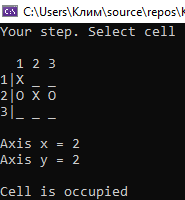 C:\Users\Клим\source\repos\
Your step. Select cell
1 2 3
1|X _ _
2|O X O
3|_ _ _
Axis x = 2
Axis y = 2
Cell is occupied